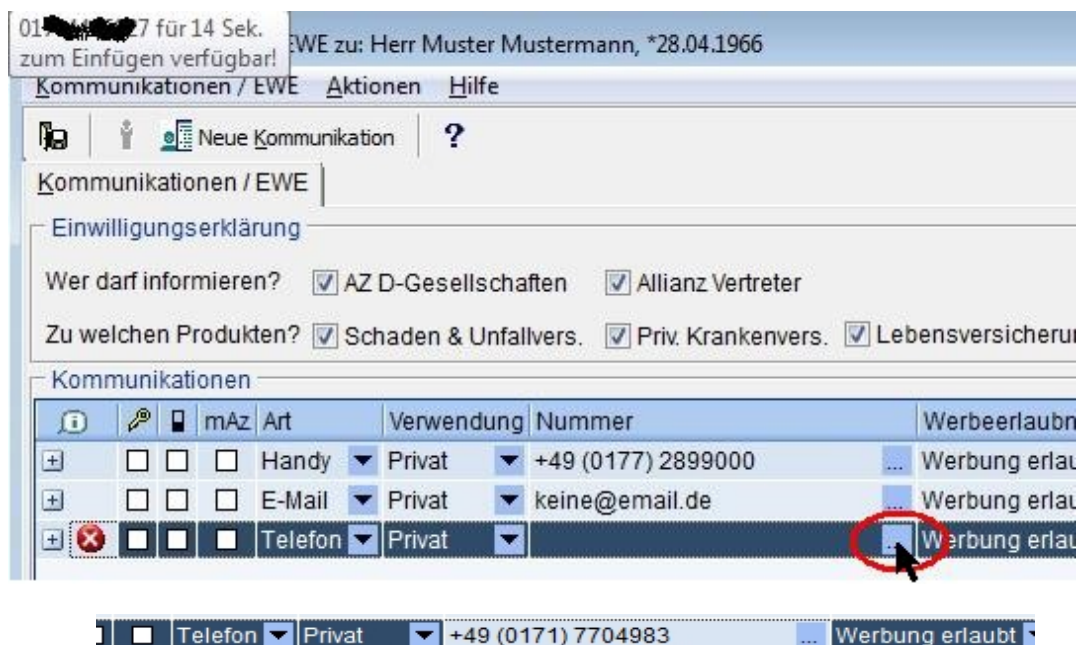 für 14 Sek.
zum Einfügen verfügbar!
EWE zu: Herr Muster Mustermann, *28.04.1966
Kommunikationen / EWE Aktionen Hilfe
Neue Kommunikation ?
Kommunikationen / EWE
Einwilligungserklärung
Wer darf informieren? AZ D-Gesellschaften Allianz Vertreter
Zu welchen Produkten? Schaden & Unfallvers. Priv. Krankenvers. Lebensversicherun
Kommunikationen
mAz Art Verwendung Nummer Werbeerlaubn
Handy Privat +49 (0177) 2899000 ... Werbung erlau
E-Mail Privat keine@email.de ... Werbung erlau
Telefon Privat ... Werbung erlau
Telefon Privat +49 (0171) 7704983 ... Werbung erlaubt